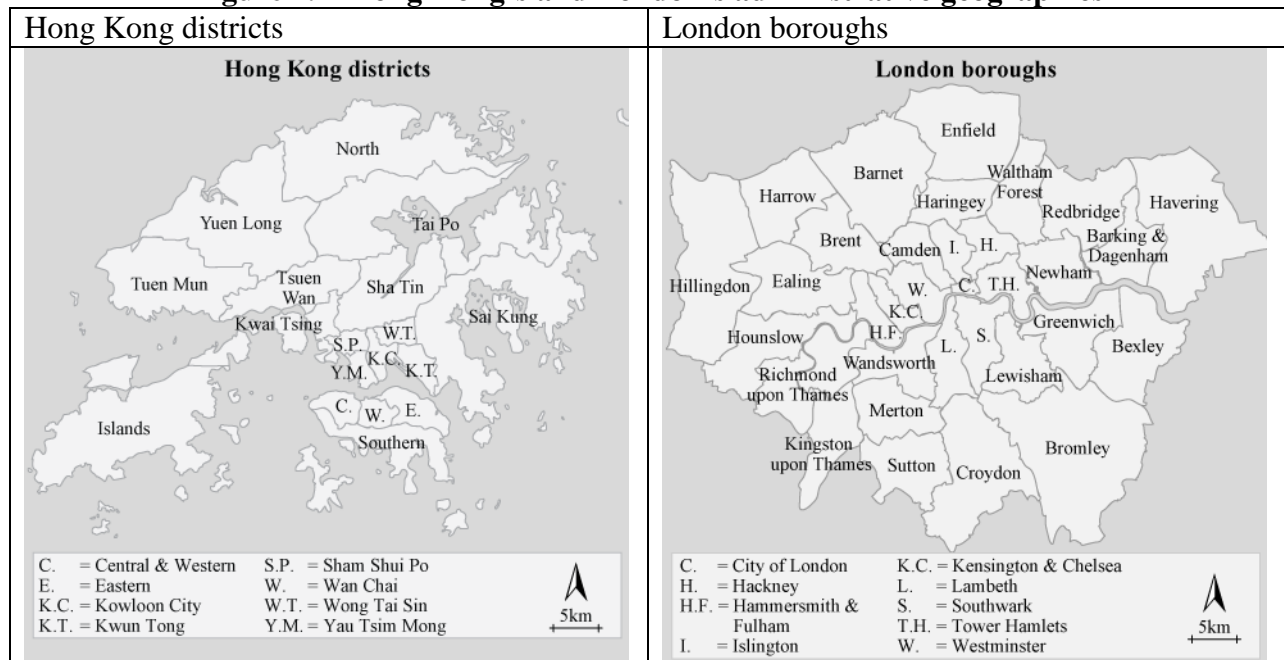 Hong Kong districts
London boroughs
Hong Kong districts
North
Tai Po
Yuen Long
Tuen Mun
Tsuen
Wan
Sha Tin
Kwai Tsing
Sai Kung
W.T.
S.P.
K.C.
Y.M.
K.T.
C.
W.
E.
Islands
Southern
C. = Central & Western
E. = Eastern
K.C. = Kowloon City
K.T. = Kwun Tong
S.P. = Sham Shui Po
W. = Wan Chai
W.T. = Wong Tai Sin
Y.M. = Yau Tsim Mong
5km
London boroughs
Enfield
Barnet
Waltham
Forest
Harrow
Haringey
Redbridge
Havering
Brent
Camden
I.
H.
Barking &
Dagenham
Hillingdon
Ealing
W.
C.
T.H.
Newham
K.C.
Hounslow
H.F.
Greenwich
L.
S.
Bexley
Richmond
upon Thames
Wandsworth
Lewisham
Merton
Kingston
upon Thames
Sutton
Croydon
Bromley
C. = City of London
H. = Hackney
H.F. = Hammersmith &
Fulham
I. = Islington
K.C. = Kensington & Chelsea
L. = Lambeth
S. = Southwark
T.H. = Tower Hamlets
W. = Westminster
5km